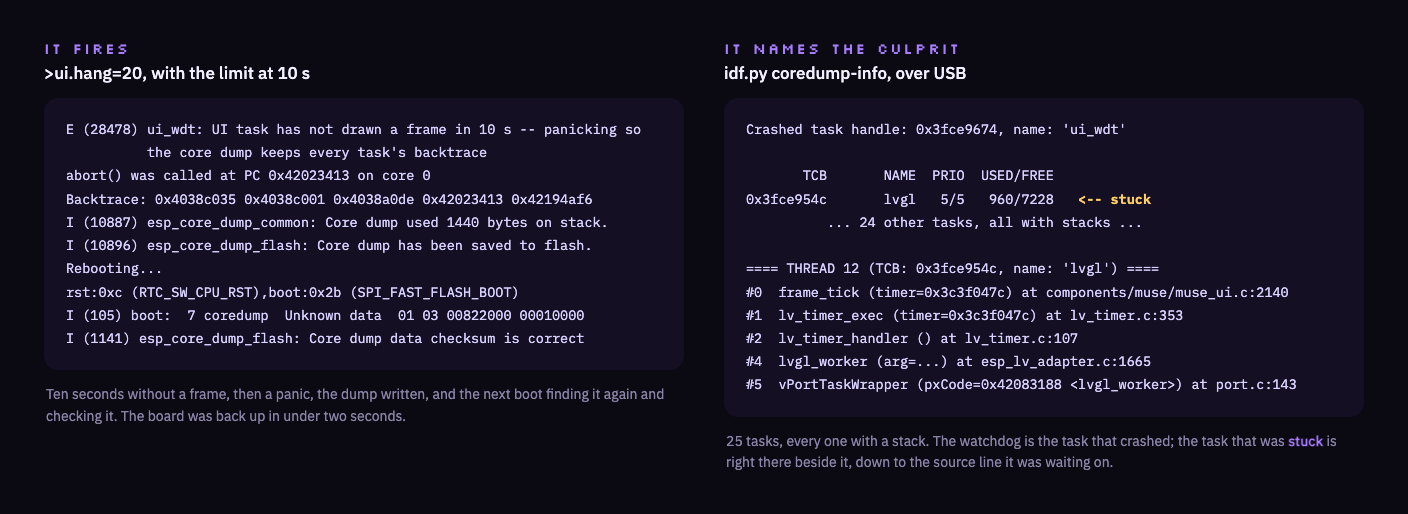 IT FIRES
>ui.hang=20, with the limit at 10 s
E (28478) ui_wdt: UI task has not drawn a frame in 10 s -- panicking so
          the core dump keeps every task's backtrace
abort() was called at PC 0x42023413 on core 0
Backtrace: 0x4038c035 0x4038c001 0x4038a0de 0x42023413 0x42194af6
I (10887) esp_core_dump_common: Core dump used 1440 bytes on stack.
I (10896) esp_core_dump_flash: Core dump has been saved to flash.
Rebooting...
rst:0xc (RTC_SW_CPU_RST),boot:0x2b (SPI_FAST_FLASH_BOOT)
I (105) boot:  7 coredump  Unknown data  01 03 00822000 00010000
I (1141) esp_core_dump_flash: Core dump data checksum is correct
Ten seconds without a frame, then a panic, the dump written, and the next boot finding it again and
checking it. The board was back up in under two seconds.
IT NAMES THE CULPRIT
idf.py coredump-info, over USB
Crashed task handle: 0x3fce9674, name: 'ui_wdt'
       TCB       NAME  PRIO  USED/FREE
0x3fce954c       lvgl   5/5   960/7228   <-- stuck
          ... 24 other tasks, all with stacks ...
==== THREAD 12 (TCB: 0x3fce954c, name: 'lvgl') ====
#0  frame_tick (timer=0x3c3f047c) at components/muse/muse_ui.c:2140
#1  lv_timer_exec (timer=0x3c3f047c) at lv_timer.c:353
#2  lv_timer_handler () at lv_timer.c:107
#4  lvgl_worker (arg=...) at esp_lv_adapter.c:1665
#5  vPortTaskWrapper (pxCode=0x42083188 <lvgl_worker>) at port.c:143
25 tasks, every one with a stack. The watchdog is the task that crashed; the task that was stuck is
right there beside it, down to the source line it was waiting on.